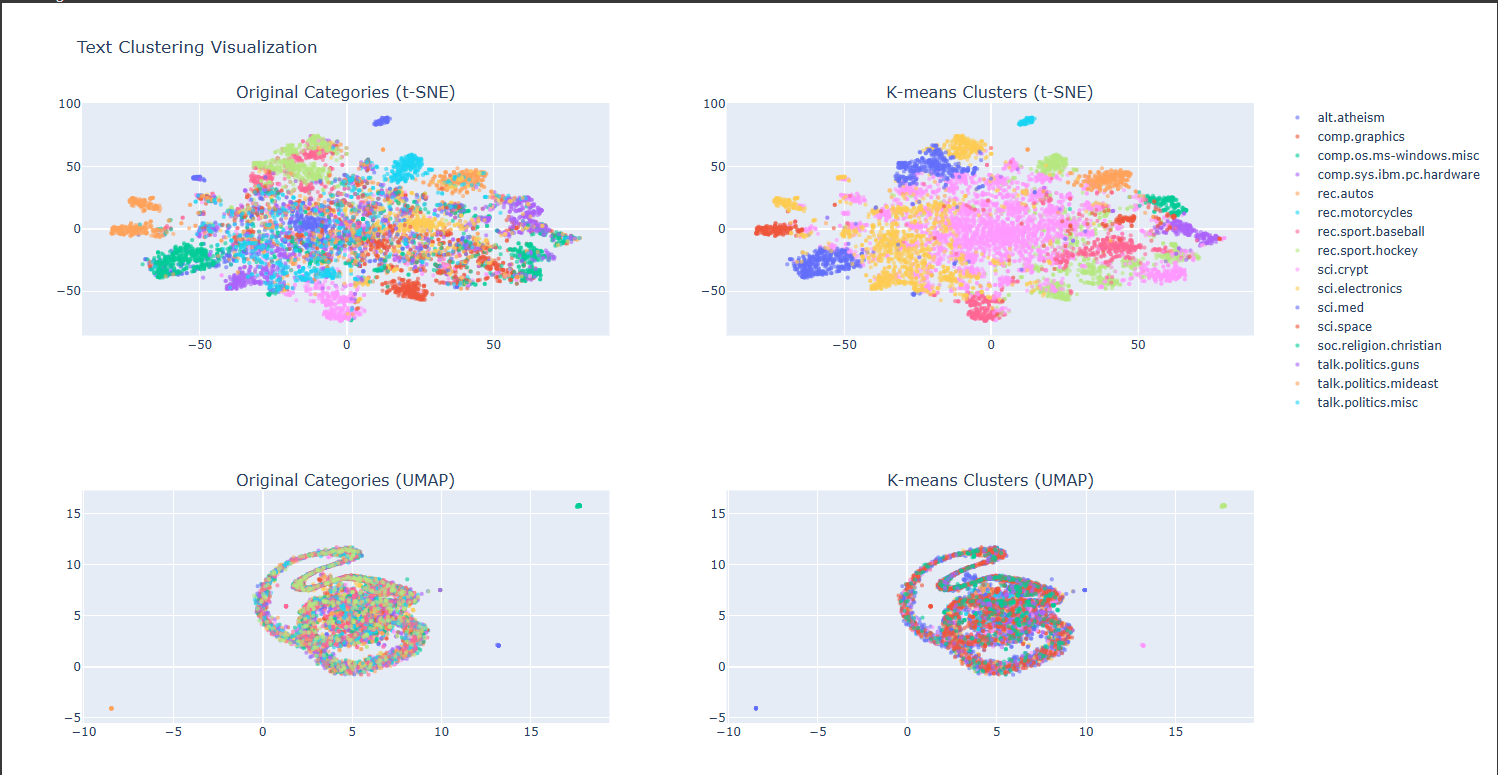 Text Clustering Visualization
Original Categories (t-SNE)
100
50
0
−50
−50
0
50
K-means Clusters (t-SNE)
100
50
0
−50
−50
0
50
alt.atheism
comp.graphics
comp.os.ms-windows.misc
comp.sys.ibm.pc.hardware
rec.autos
rec.motorcycles
rec.sport.baseball
rec.sport.hockey
sci.crypt
sci.electronics
sci.med
sci.space
soc.religion.christian
talk.politics.guns
talk.politics.mideast
talk.politics.misc
Original Categories (UMAP)
15
10
5
0
−5
−10
−5
0
5
10
15
K-means Clusters (UMAP)
15
10
5
0
−5
−10
−5
0
5
10
15